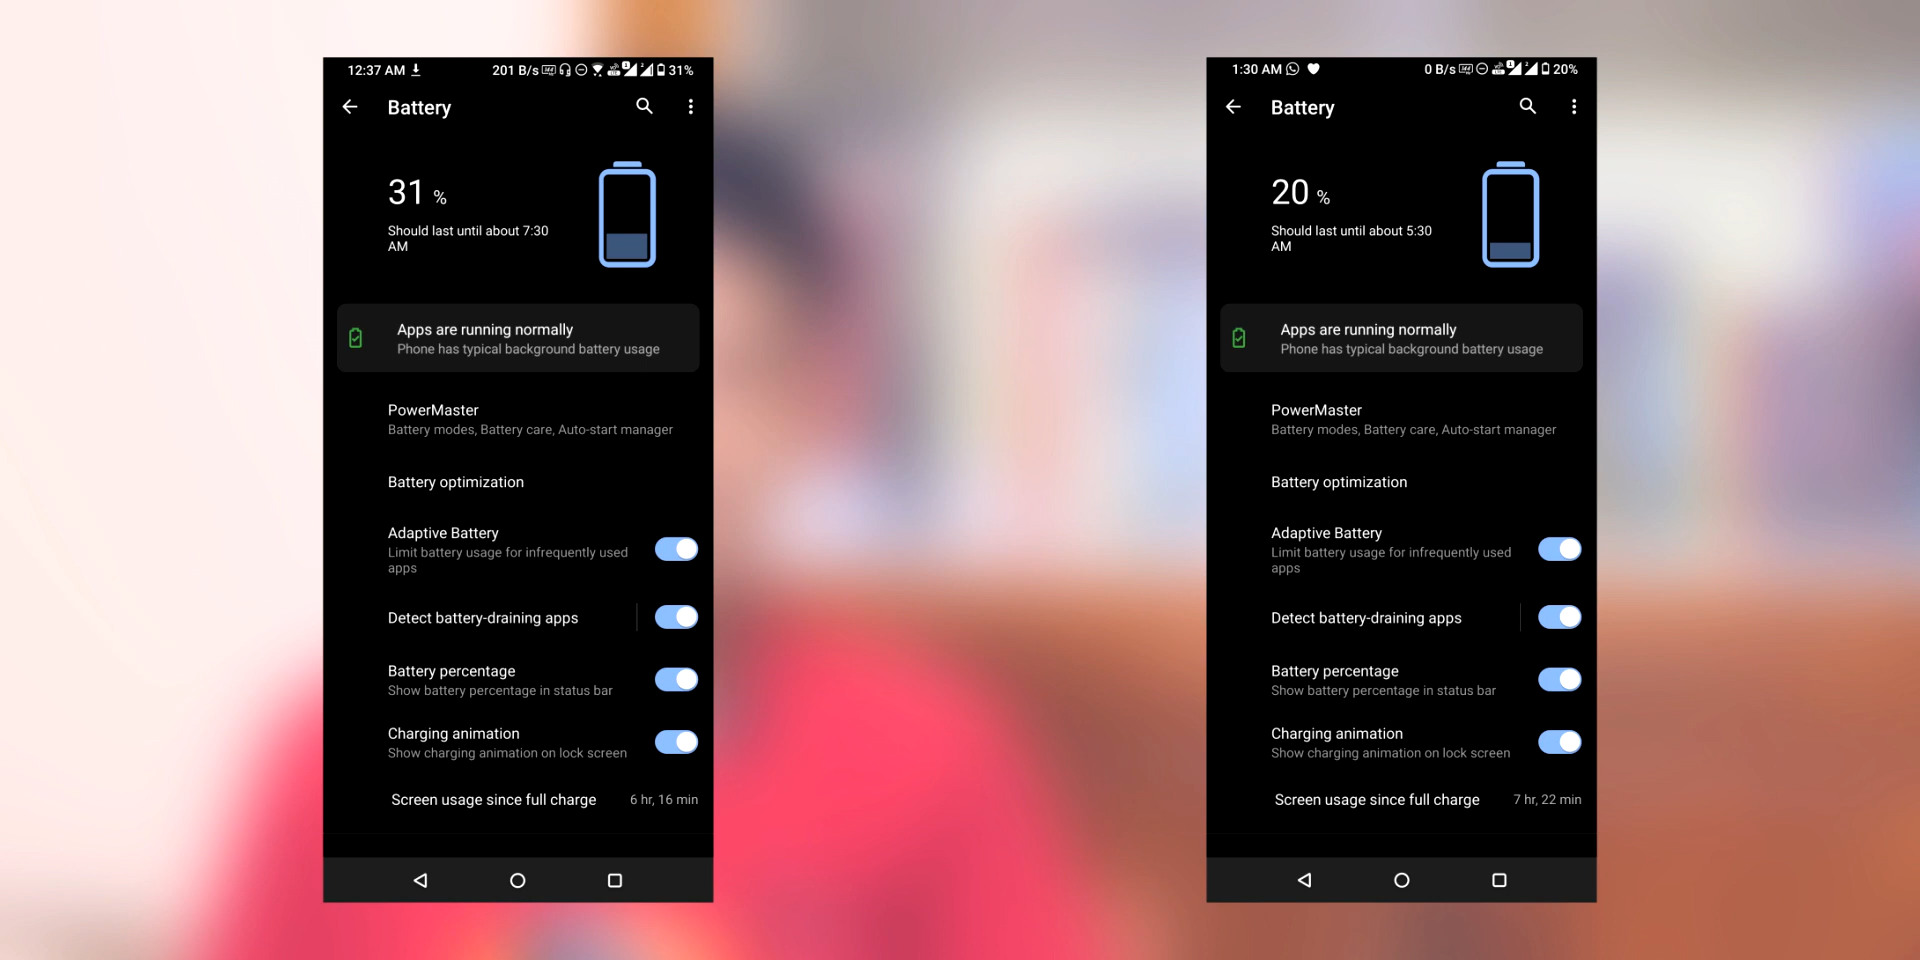 12:37 AM
201 B/s
31%
Battery
31 %
Should last until about 7:30
AM
Apps are running normally
Phone has typical background battery usage
PowerMaster
Battery modes, Battery care, Auto-start manager
Battery optimization
Adaptive Battery
Limit battery usage for infrequently used
apps
Detect battery-draining apps
Battery percentage
Show battery percentage in status bar
Charging animation
Show charging animation on lock screen
Screen usage since full charge 6 hr, 16 min
1:30 AM
0 B/s
20%
Battery
20 %
Should last until about 5:30
AM
Apps are running normally
Phone has typical background battery usage
PowerMaster
Battery modes, Battery care, Auto-start manager
Battery optimization
Adaptive Battery
Limit battery usage for infrequently used
apps
Detect battery-draining apps
Battery percentage
Show battery percentage in status bar
Charging animation
Show charging animation on lock screen
Screen usage since full charge 7 hr, 22 min